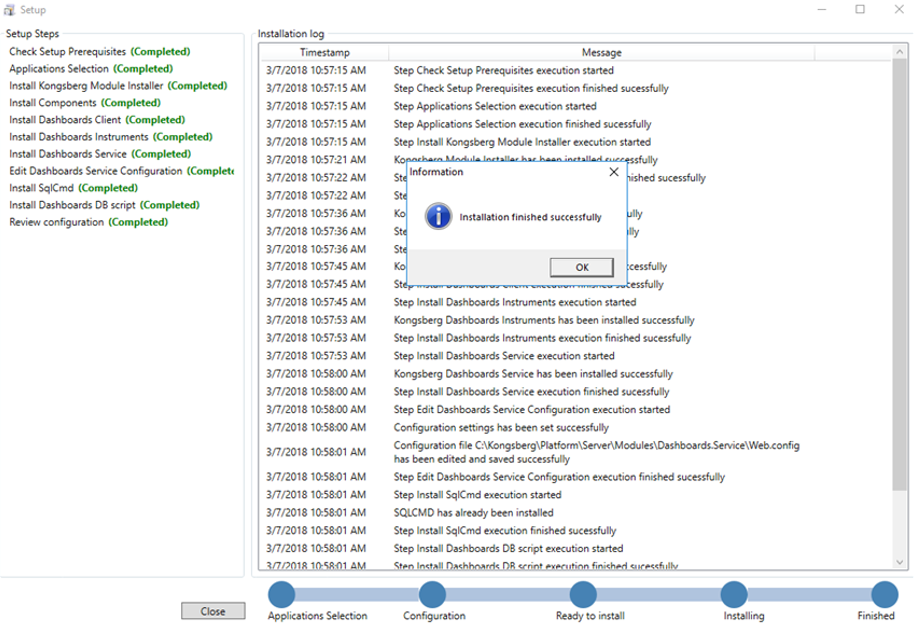 Setup
Setup Steps
Check Setup Prerequisites (Completed)
Applications Selection (Completed)
Install Kongsberg Module Installer (Completed)
Install Components (Completed)
Install Dashboards Client (Completed)
Install Dashboards Instruments (Completed)
Install Dashboards Service (Completed)
Edit Dashboards Service Configuration (Complete
Install SqlCmd (Completed)
Install Dashboards DB script (Completed)
Review configuration (Completed)
Installation log
Timestamp Message
3/7/2018 10:57:15 AM Step Check Setup Prerequisites execution started
3/7/2018 10:57:15 AM Step Check Setup Prerequisites execution finished sucessfully
3/7/2018 10:57:15 AM Step Applications Selection execution started
3/7/2018 10:57:15 AM Step Applications Selection execution finished sucessfully
3/7/2018 10:57:15 AM Step Install Kongsberg Module Installer execution started
3/7/2018 10:57:21 AM Kongsberg Module Installer has been installed successfully
3/7/2018 10:57:22 AM Ste nished sucessfully
3/7/2018 10:57:22 AM Ste
3/7/2018 10:57:36 AM Ko lly
3/7/2018 10:57:36 AM Ste lly
3/7/2018 10:57:36 AM Ste
3/7/2018 10:57:45 AM Ko ccessfully
3/7/2018 10:57:45 AM Step Install Dashboards Client execution finished sucessfully
3/7/2018 10:57:45 AM Step Install Dashboards Instruments execution started
3/7/2018 10:57:53 AM Kongsberg Dashboards Instruments has been installed successfully
3/7/2018 10:57:53 AM Step Install Dashboards Instruments execution finished sucessfully
3/7/2018 10:57:53 AM Step Install Dashboards Service execution started
3/7/2018 10:58:00 AM Kongsberg Dashboards Service has been installed successfully
3/7/2018 10:58:00 AM Step Install Dashboards Service execution finished sucessfully
3/7/2018 10:58:00 AM Step Edit Dashboards Service Configuration execution started
3/7/2018 10:58:00 AM Configuration settings has been set successfully
3/7/2018 10:58:01 AM Configuration file C:\Kongsberg\Platform\Server\Modules\Dashboards.Service\Web.config
has been edited and saved successfully
3/7/2018 10:58:01 AM Step Edit Dashboards Service Configuration execution finished sucessfully
3/7/2018 10:58:01 AM Step Install SqlCmd execution started
3/7/2018 10:58:01 AM SQLCMD has already been installed
3/7/2018 10:58:01 AM Step Install SqlCmd execution finished sucessfully
3/7/2018 10:58:01 AM Step Install Dashboards DB script execution started
3/7/2018 10:58:01 AM Step Install Dashboards DB script execution finished sucessfully
Information
Installation finished successfully
OK
Close
Applications Selection Configuration Ready to install Installing Finished